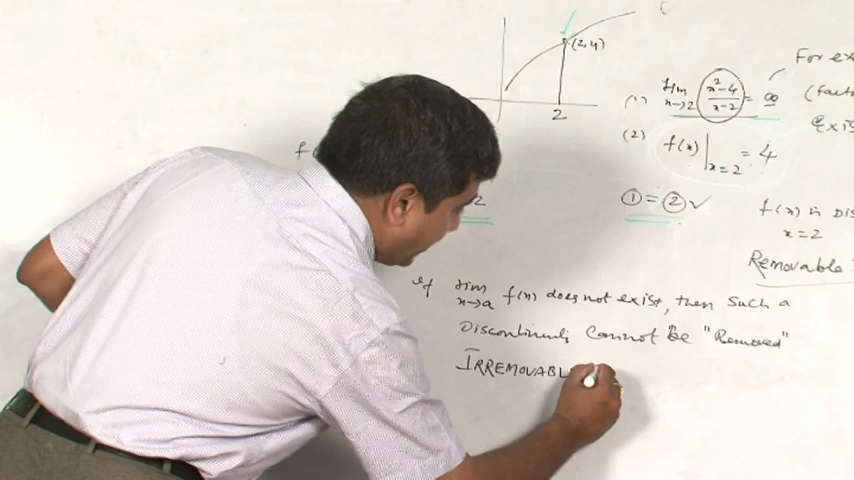 (2,4)
2
(1) lim x→2 x²-4/x-2 = ∞
(2) f(x)|x=2 = 4
① = ② ✓
For ex
(fact
Exis
f
2
f(x) is Dis
x=2
Removable
If lim x→a f(x) does not exist, then such a
Cannot Be "Removed"
IRREMOVABL